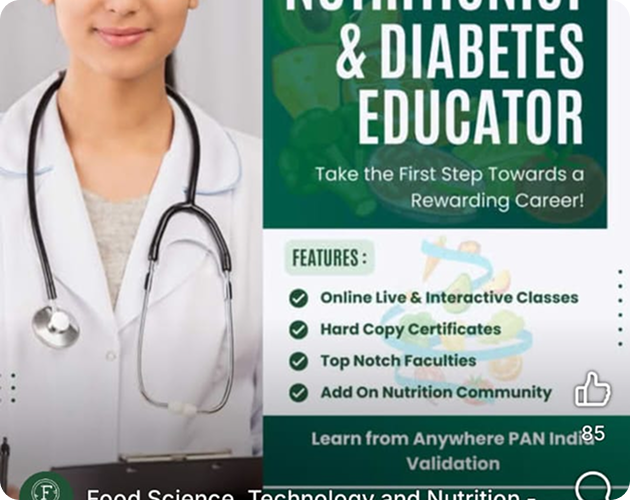 NUTRITIONIST
& DIABETES
EDUCATOR
Take the First Step Towards a
Rewarding Career!
FEATURES :
Online Live & Interactive Classes
Hard Copy Certificates
Top Notch Faculties
Add On Nutrition Community
Learn from Anywhere PAN India
85
Validation
Food Science, Technology and Nutrition -